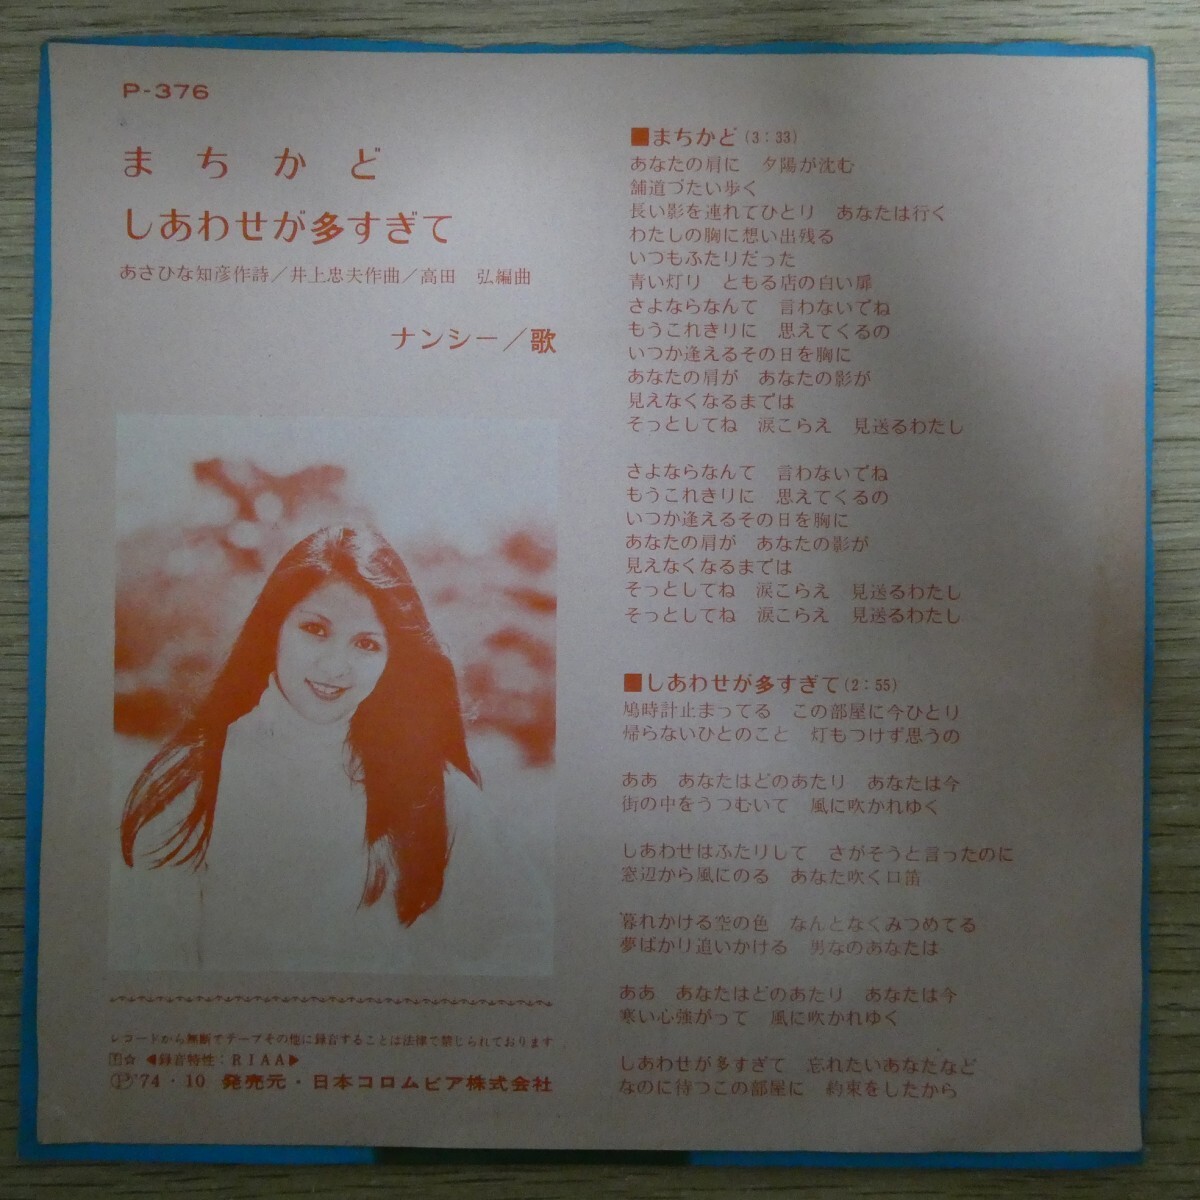 P-376
まちかど
しあわせが多すぎて
あさひな知彦作詩／井上忠夫作曲／高田　弘編曲
ナンシー／歌
レコードから無断でテープその他に録音することは法律で禁じられております
◀録音特性：RIAA▶
Ⓟ'74・10 発売元・日本コロムビア株式会社
■まちかど(3：33)
あなたの肩に　夕陽が沈む
舗道づたい歩く
長い影を連れてひとり　あなたは行く
わたしの胸に想い出残る
いつもふたりだった
青い灯り　ともる店の白い扉
さよならなんて　言わないでね
もうこれきりに　思えてくるの
いつか逢えるその日を胸に
あなたの肩が　あなたの影が
見えなくなるまでは
そっとしてね　涙こらえ　見送るわたし
さよならなんて　言わないでね
もうこれきりに　思えてくるの
いつか逢えるその日を胸に
あなたの肩が　あなたの影が
見えなくなるまでは
そっとしてね　涙こらえ　見送るわたし
そっとしてね　涙こらえ　見送るわたし
■しあわせが多すぎて(2：55)
鳩時計止まってる　この部屋に今ひとり
帰らないひとのこと　灯もつけず思うの
ああ　あなたはどのあたり　あなたは今
街の中をうつむいて　風に吹かれゆく
しあわせはふたりして　さがそうと言ったのに
窓辺から風にのる　あなた吹く口笛
暮れかける空の色　なんとなくみつめてる
夢ばかり追いかける　男なのあなたは
ああ　あなたはどのあたり　あなたは今
寒い心強がって　風に吹かれゆく
しあわせが多すぎて　忘れたいあなたなど
なのに待つこの部屋に　約束をしたから